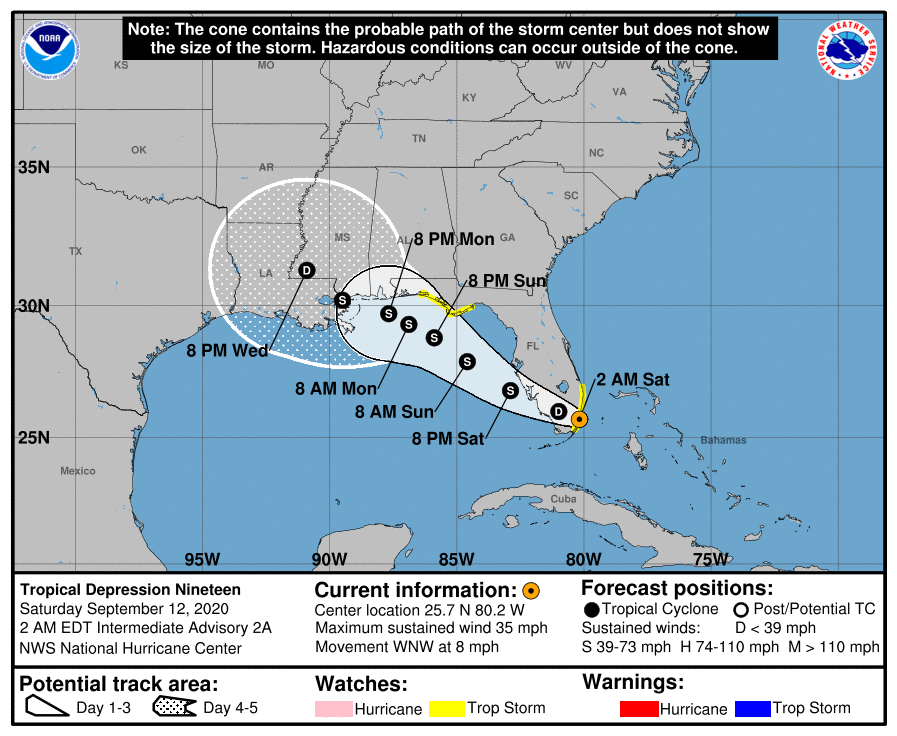 Note: The cone contains the probable path of the storm center but does not show
the size of the storm. Hazardous conditions can occur outside of the cone.
NOAA
NATIONAL WEATHER SERVICE
KS
MO
WV
VA
KY
OK
TN
NC
35N
AR
SC
TX
LA
MS
AL
GA
8 PM Mon
8 PM Sun
30N
FL
8 PM Wed
8 AM Mon
2 AM Sat
8 AM Sun
8 PM Sat
25N
Bahamas
Mexico
Cuba
95W
90W
85W
80W
75W
D
S
S
S
S
S
S
D
Tropical Depression Nineteen
Saturday September 12, 2020
2 AM EDT Intermediate Advisory 2A
NWS National Hurricane Center
Current information:
Center location 25.7 N 80.2 W
Maximum sustained wind 35 mph
Movement WNW at 8 mph
Forecast positions:
Tropical Cyclone
Post/Potential TC
Sustained winds: D < 39 mph
S 39-73 mph H 74-110 mph M > 110 mph
Potential track area:
Day 1-3
Day 4-5
Watches:
Hurricane
Trop Storm
Warnings:
Hurricane
Trop Storm